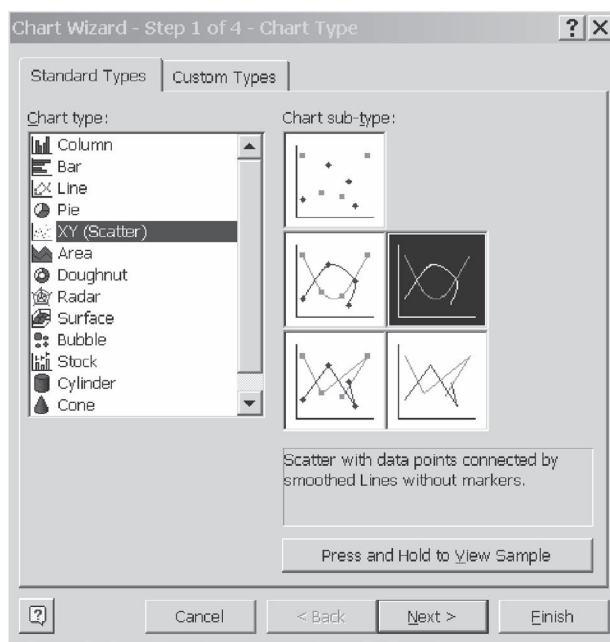 Chart Wizard - Step 1 of 4 - Chart Type
Standard Types
Custom Types
Chart type:
Column
Bar
Line
Pie
XY (Scatter)
Area
Doughnut
Radar
Surface
Bubble
Stock
Cylinder
Cone
Chart sub-type:
Scatter with data points connected by
smoothed Lines without markers.
Press and Hold to View Sample
Cancel
< Back
Next >
Finish